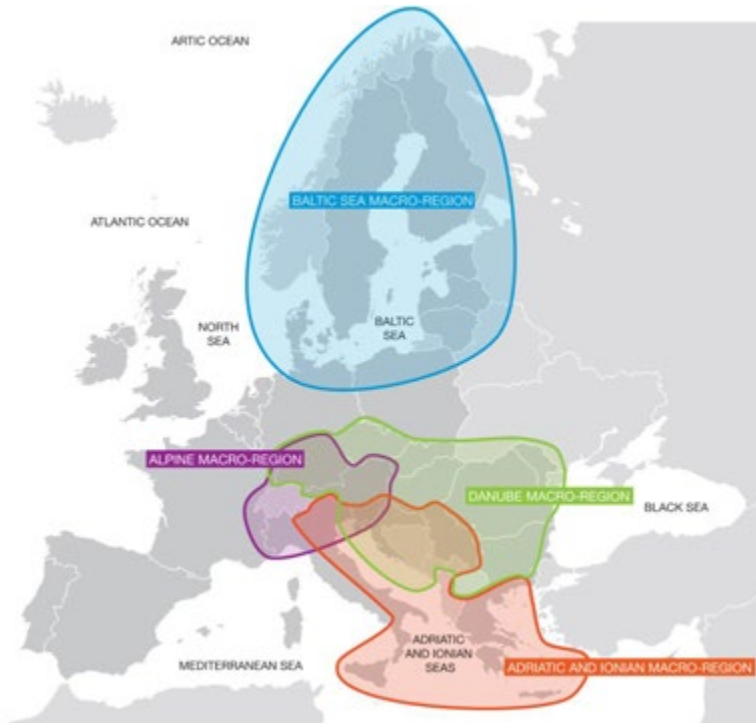 ARTIC OCEAN
BALTIC SEA MACRO-REGION
ATLANTIC OCEAN
NORTH
SEA
BALTIC
SEA
ALPINE MACRO-REGION
DANUBE MACRO-REGION
BLACK SEA
ADRIATIC
AND IONIAN
SEAS
MEDITERRANEAN SEA
ADRIATIC AND IONIAN MACRO-REGION